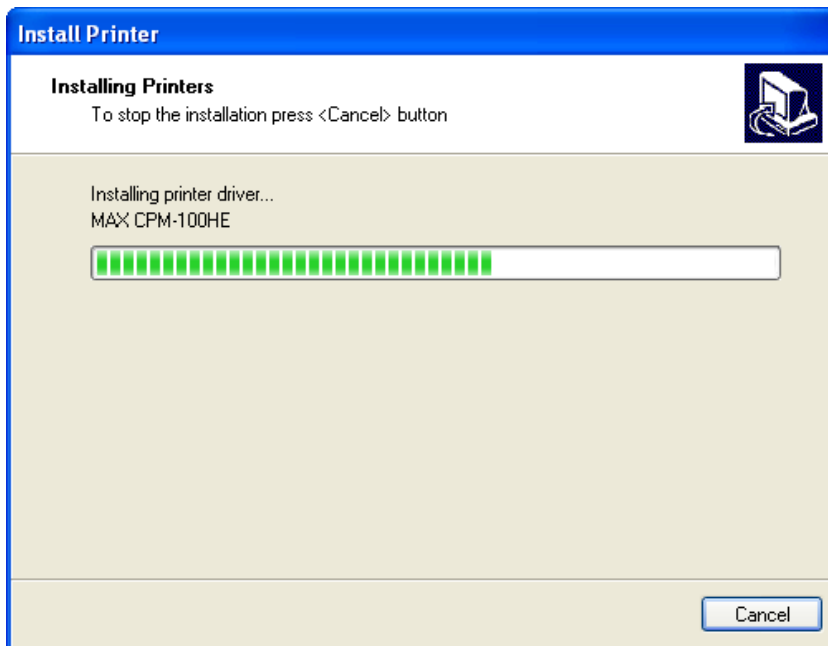 Install Printer
Installing Printers
To stop the installation press <Cancel> button
Installing printer driver...
MAX CPM-100HE
Cancel